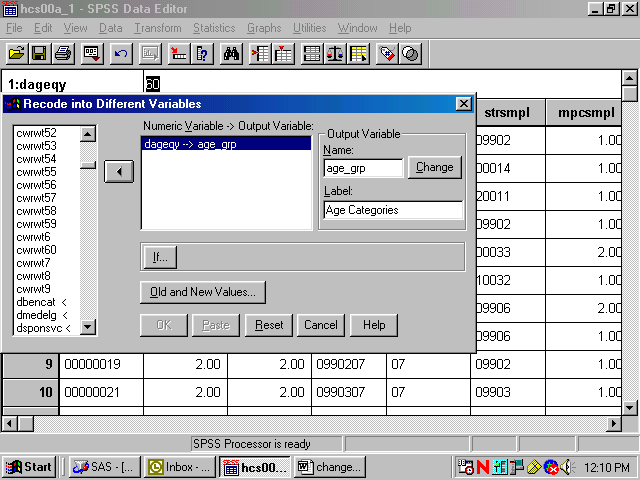 hcs00a_1 - SPSS Data Editor
File Edit View Data Transform Statistics Graphs Utilities Window Help
1:dageqy 60
Recode into Different Variables
strsmpl mpcsmpl
cwrwt52
cwrwt53
cwrwt54
cwrwt55
cwrwt56
cwrwt57
cwrwt58
cwrwt59
cwrwt6
cwrwt60
cwrwt7
cwrwt8
cwrwt9
dbencat <
dmedelg <
dsponsvc <
Numeric Variable -> Output Variable:
dageqy --> age_grp
Output Variable
Name:
age_grp Change
Label:
Age Categories
If...
Old and New Values...
OK Paste Reset Cancel Help
09902 1.00
00014 1.00
20011 1.00
09902 1.00
00033 2.00
10032 1.00
09906 2.00
09906 1.00
9 00000019 2.00 2.00 0990207 07 09902 1.00
10 00000021 2.00 2.00 0990307 07 09903 1.00
SPSS Processor is ready
Start SAS - [... Inbox - ... hcs00... change... 12:10 PM